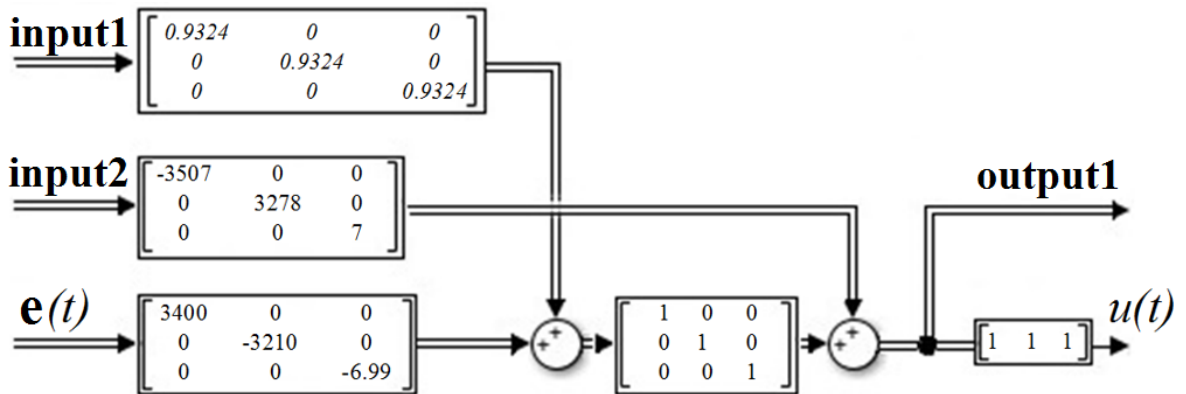 input1
0.9324 0 0
0 0.9324 0
0 0 0.9324
input2
-3507 0 0
0 3278 0
0 0 7
output1
e(t)
3400 0 0
0 -3210 0
0 0 -6.99
+ +
1 0 0
0 1 0
0 0 1
+ +
1 1 1
u(t)